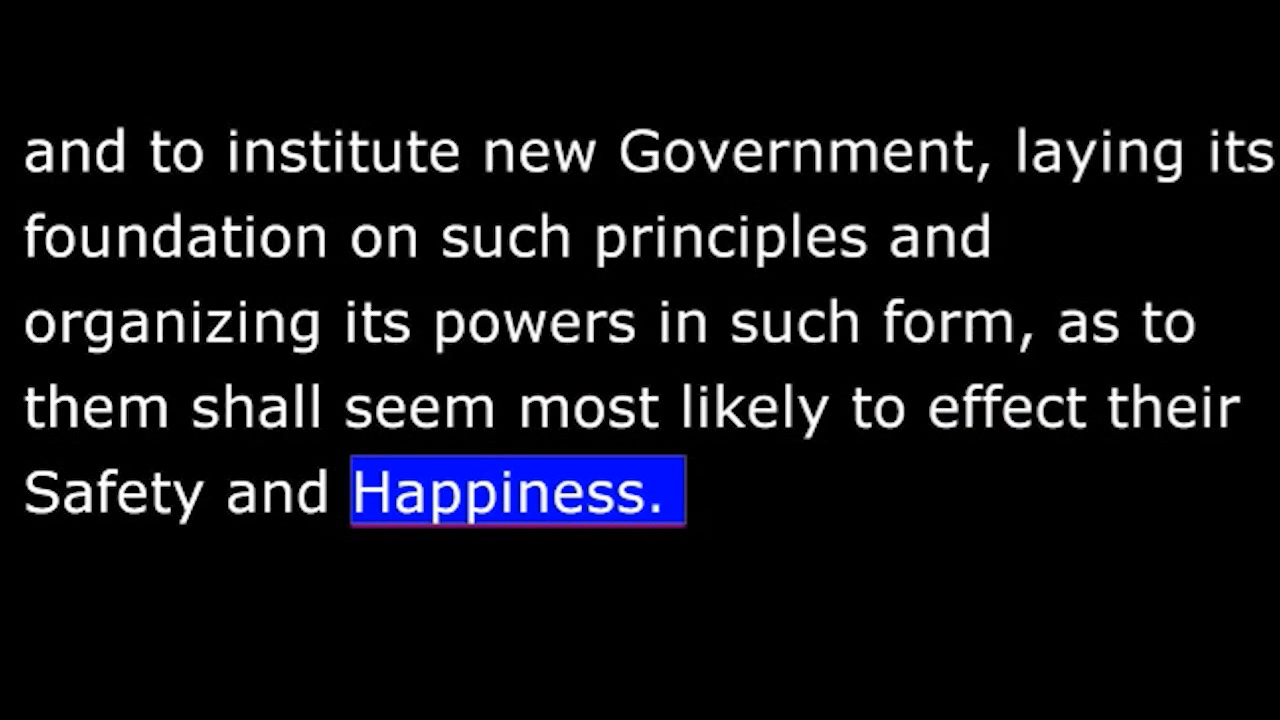 and to institute new Government, laying its
foundation on such principles and
organizing its powers in such form, as to
them shall seem most likely to effect their
Safety and Happiness.